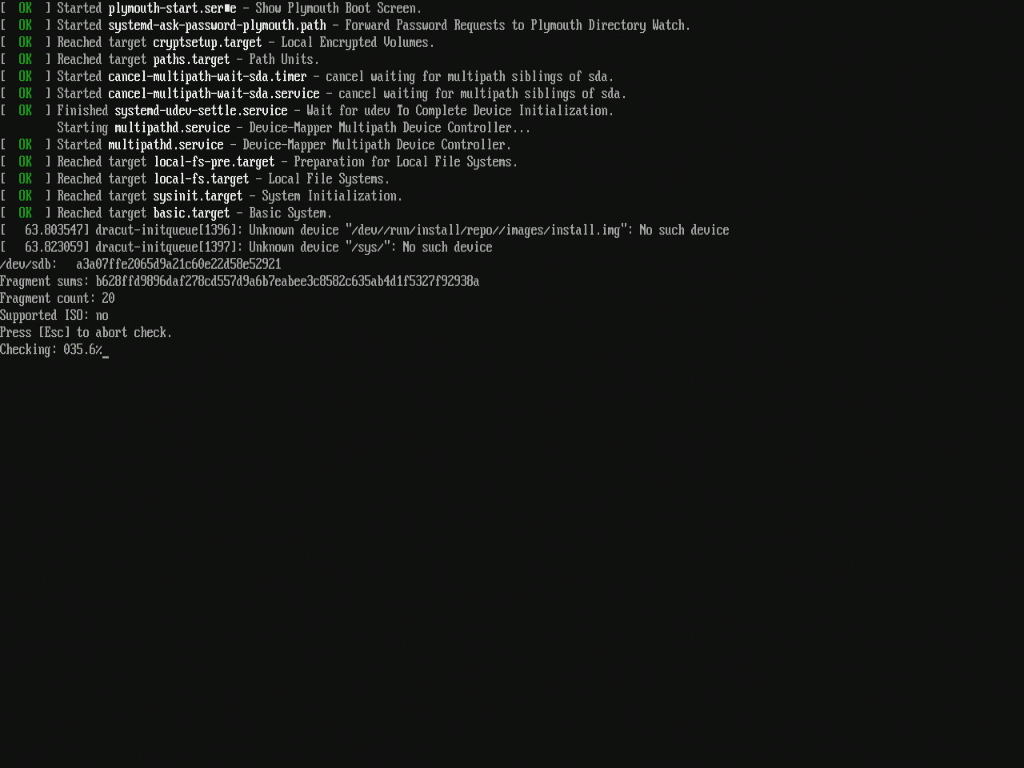 [  OK  ] Started plymouth-start.ser■e - Show Plymouth Boot Screen.
[  OK  ] Started systemd-ask-password-plymouth.path - Forward Password Requests to Plymouth Directory Watch.
[  OK  ] Reached target cryptsetup.target - Local Encrypted Volumes.
[  OK  ] Reached target paths.target - Path Units.
[  OK  ] Started cancel-multipath-wait-sda.timer - cancel waiting for multipath siblings of sda.
[  OK  ] Started cancel-multipath-wait-sda.service - cancel waiting for multipath siblings of sda.
[  OK  ] Finished systemd-udev-settle.service - Wait for udev To Complete Device Initialization.
Starting multipathd.service - Device-Mapper Multipath Device Controller...
[  OK  ] Started multipathd.service - Device-Mapper Multipath Device Controller.
[  OK  ] Reached target local-fs-pre.target - Preparation for Local File Systems.
[  OK  ] Reached target local-fs.target - Local File Systems.
[  OK  ] Reached target sysinit.target - System Initialization.
[  OK  ] Reached target basic.target - Basic System.
[   63.803547] dracut-initqueue[1396]: Unknown device "/dev//run/install/repo//images/install.img": No such device
[   63.823059] dracut-initqueue[1397]: Unknown device "/sys/": No such device
/dev/sdb:   a3a07ffe2065d9a21c60e22d58e52921
Fragment sums: b628ffd9896daf278cd557d9a6b7eabee3c8582c635ab4d1f5327f92938a
Fragment count: 20
Supported ISO: no
Press [Esc] to abort check.
Checking: 035.6%_